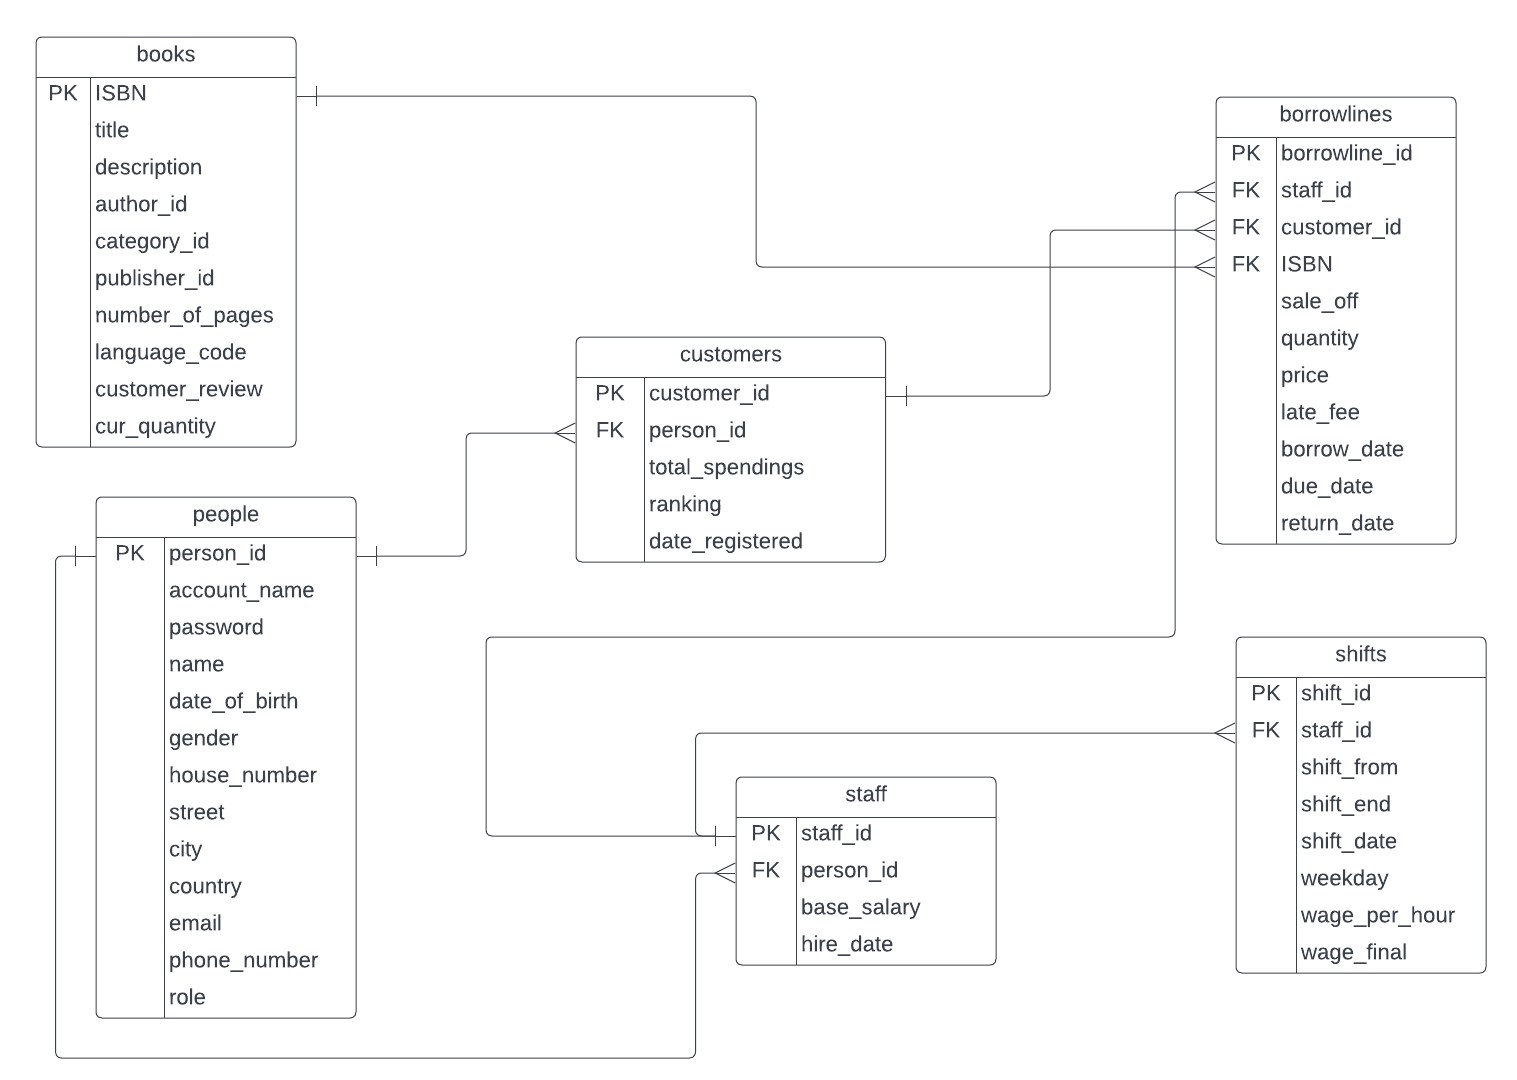 books
PK ISBN
title
description
author_id
category_id
publisher_id
number_of_pages
language_code
customer_review
cur_quantity
borrowlines
PK borrowline_id
FK staff_id
FK customer_id
FK ISBN
sale_off
quantity
price
late_fee
borrow_date
due_date
return_date
customers
PK customer_id
FK person_id
total_spendings
ranking
date_registered
people
PK person_id
account_name
password
name
date_of_birth
gender
house_number
street
city
country
email
phone_number
role
shifts
PK shift_id
FK staff_id
shift_from
shift_end
shift_date
weekday
wage_per_hour
wage_final
staff
PK staff_id
FK person_id
base_salary
hire_date